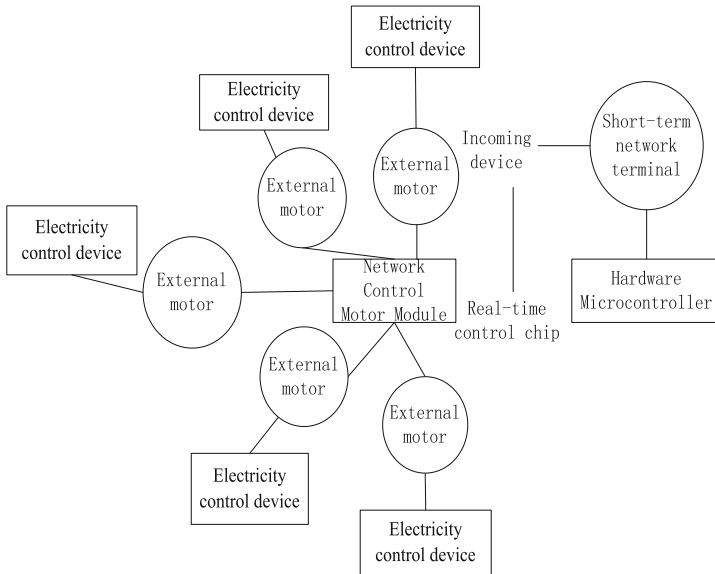 Electricity
control device
Electricity
control device
External
motor
Incoming
device
Short-term
network
terminal
External
motor
Electricity
control device
External
motor
Network
Control
Motor Module
Real-time
control chip
Hardware
Microcontroller
External
motor
External
motor
Electricity
control device
Electricity
control device